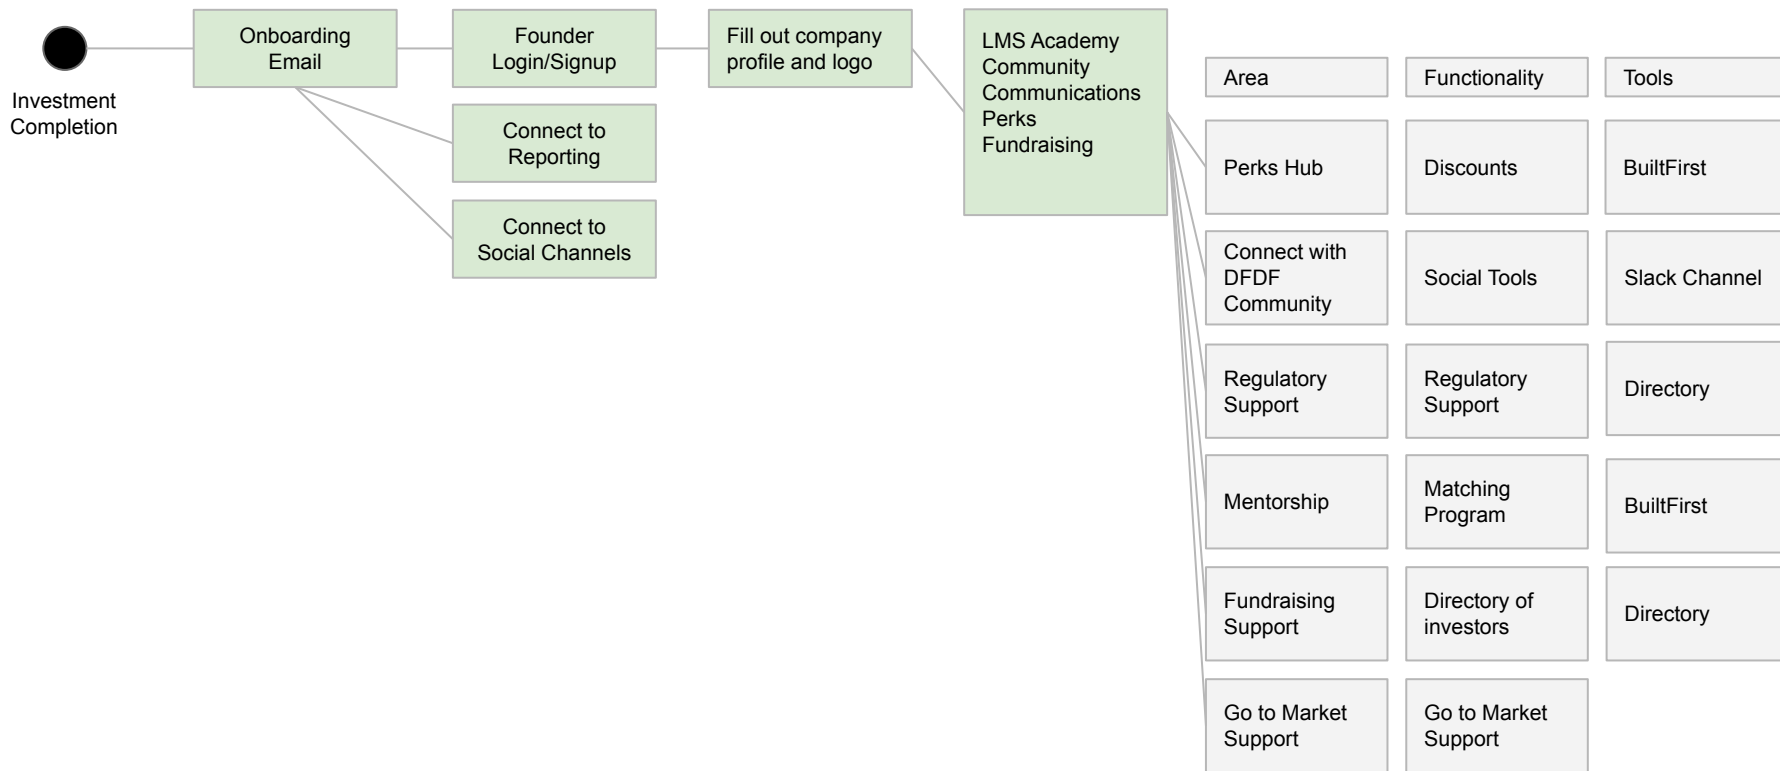 Investment
Completion
Onboarding
Email
Founder
Login/Signup
Connect to
Reporting
Connect to
Social Channels
Fill out company
profile and logo
LMS Academy
Community
Communications
Perks
Fundraising
Area
Functionality
Tools
Perks Hub
Discounts
BuiltFirst
Connect with
DFDF
Community
Social Tools
Slack Channel
Regulatory
Support
Regulatory
Support
Directory
Mentorship
Matching
Program
BuiltFirst
Fundraising
Support
Directory of
investors
Directory
Go to Market
Support
Go to Market
Support